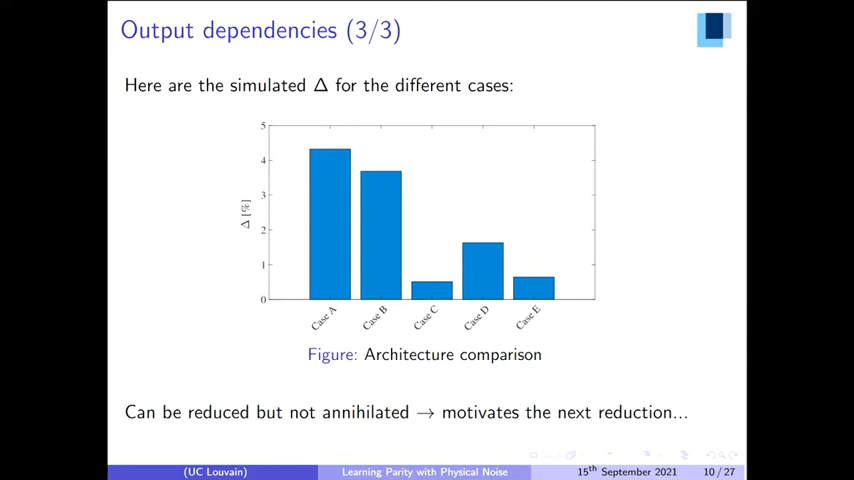 Output dependencies (3/3)
Here are the simulated Δ for the different cases:
5
4
3
2
1
0
Δ [%]
Case A
Case B
Case C
Case D
Case E
Figure: Architecture comparison
Can be reduced but not annihilated → motivates the next reduction...
(UC Louvain) Learning Parity with Physical Noise 15th September 2021 10 / 27